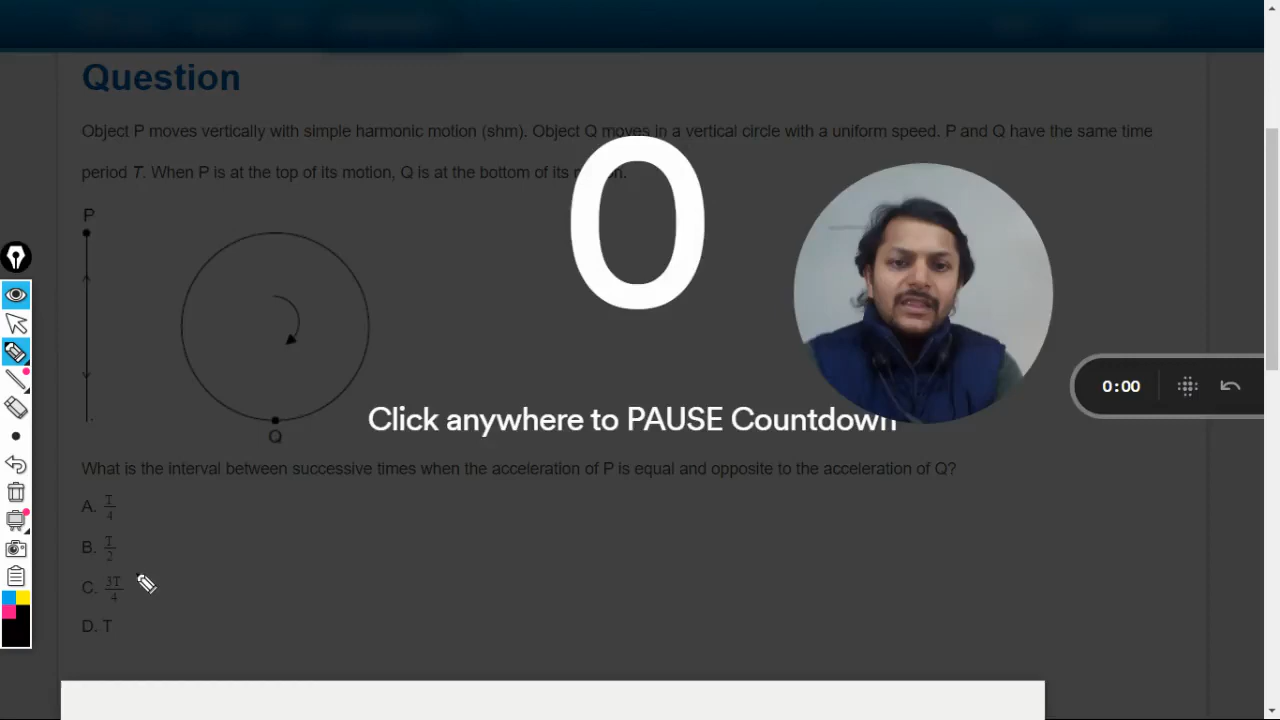 Question
Object P moves vertically with simple harmonic motion (shm). Object Q moves in a vertical circle with a uniform speed. P and Q have the same time
period T. When P is at the top of its motion, Q is at the bottom of its motion.
0
P
0:00
Click anywhere to PAUSE Countdown
Q
What is the interval between successive times when the acceleration of P is equal and opposite to the acceleration of Q?
A. T/4
B. T/2
C. 3T/4
D. T